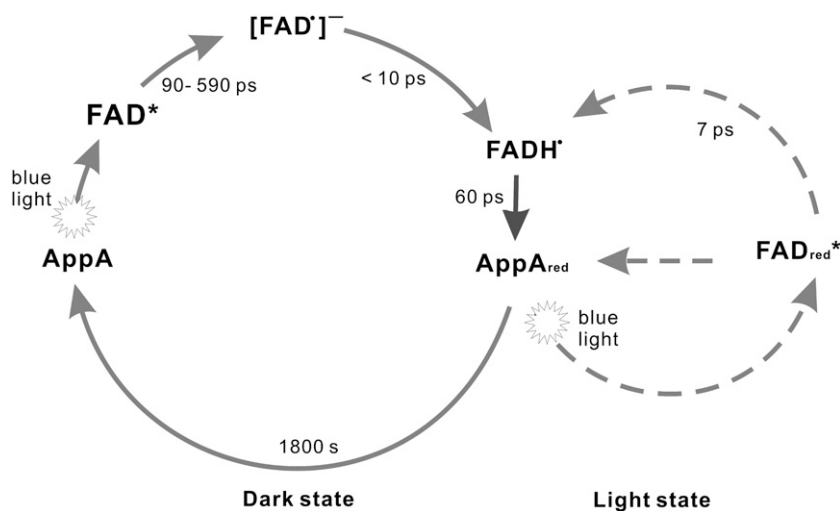 [FAD•]−
90- 590 ps
< 10 ps
FAD*
7 ps
FADH•
blue
light
60 ps
AppA
AppAred
FADred*
blue
light
1800 s
Dark state
Light state